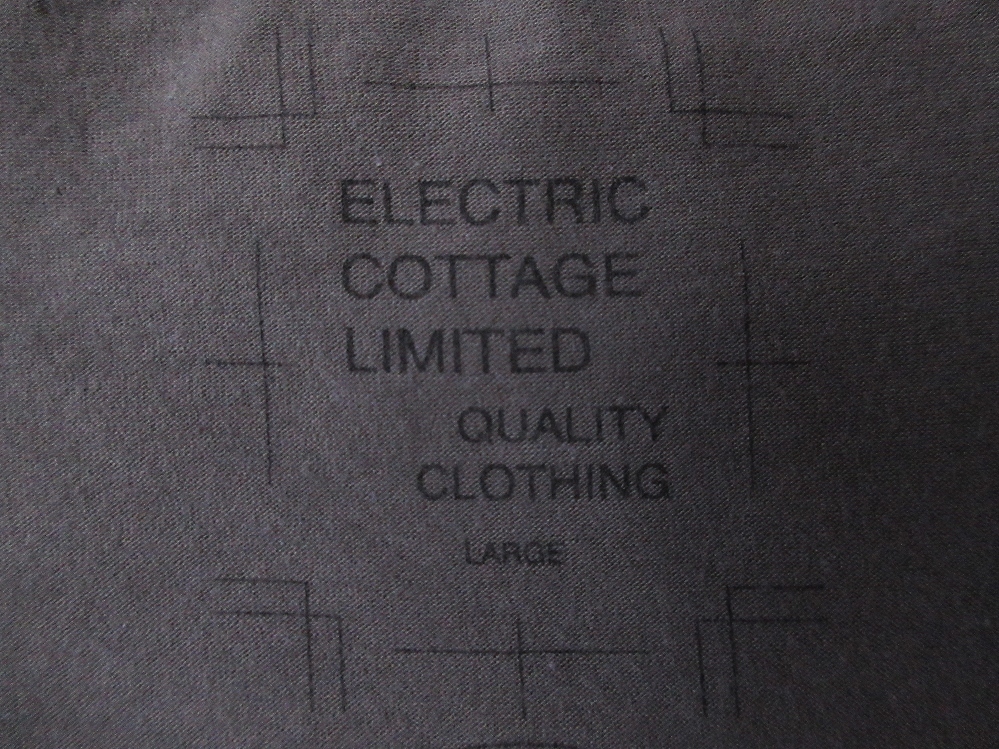 ELECTRIC
COTTAGE
LIMITED
QUALITY
CLOTHING
LARGE